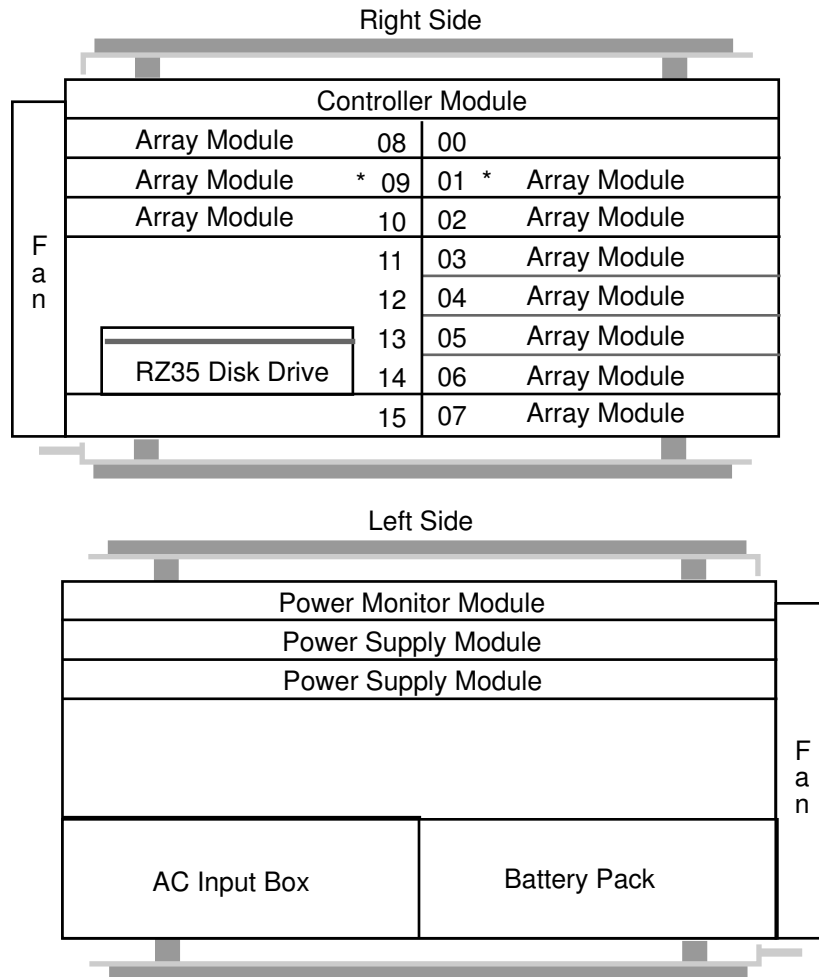 Right Side
Controller Module
Array Module 08 00
Array Module * 09 01 * Array Module
Array Module 10 02 Array Module
11 03 Array Module
12 04 Array Module
13 05 Array Module
RZ35 Disk Drive 14 06 Array Module
15 07 Array Module
Fan
Left Side
Power Monitor Module
Power Supply Module
Power Supply Module
Fan
AC Input Box Battery Pack